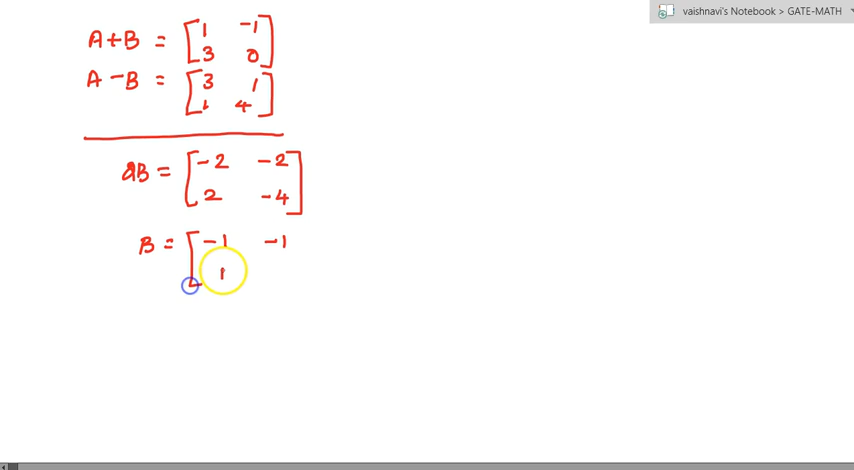 vaishnavi's Notebook > GATE-MATH
A+B = [1 -1
3 0]
A-B = [3 1
1 4]
2B = [-2 -2
2 -4]
B = [-1 -1
1